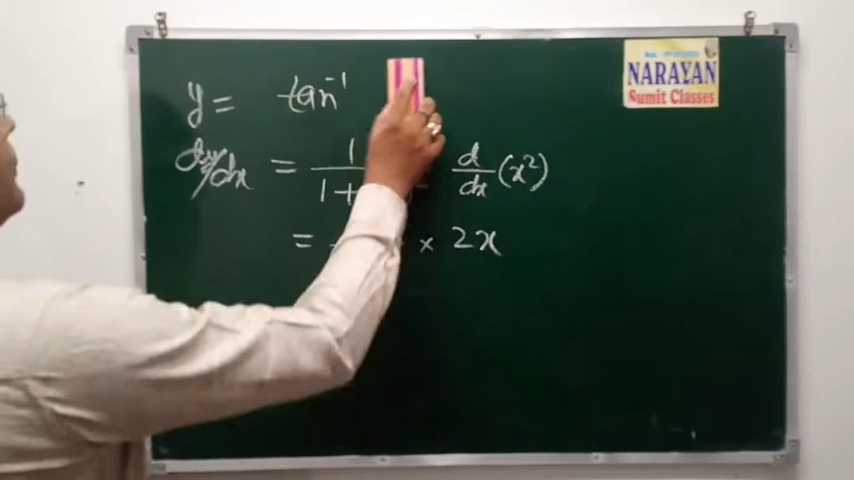 y = tan⁻¹
dy/dx = 1 / 1+ d/dx (x²)
= × 2x
NARAYAN
Sumit Classes